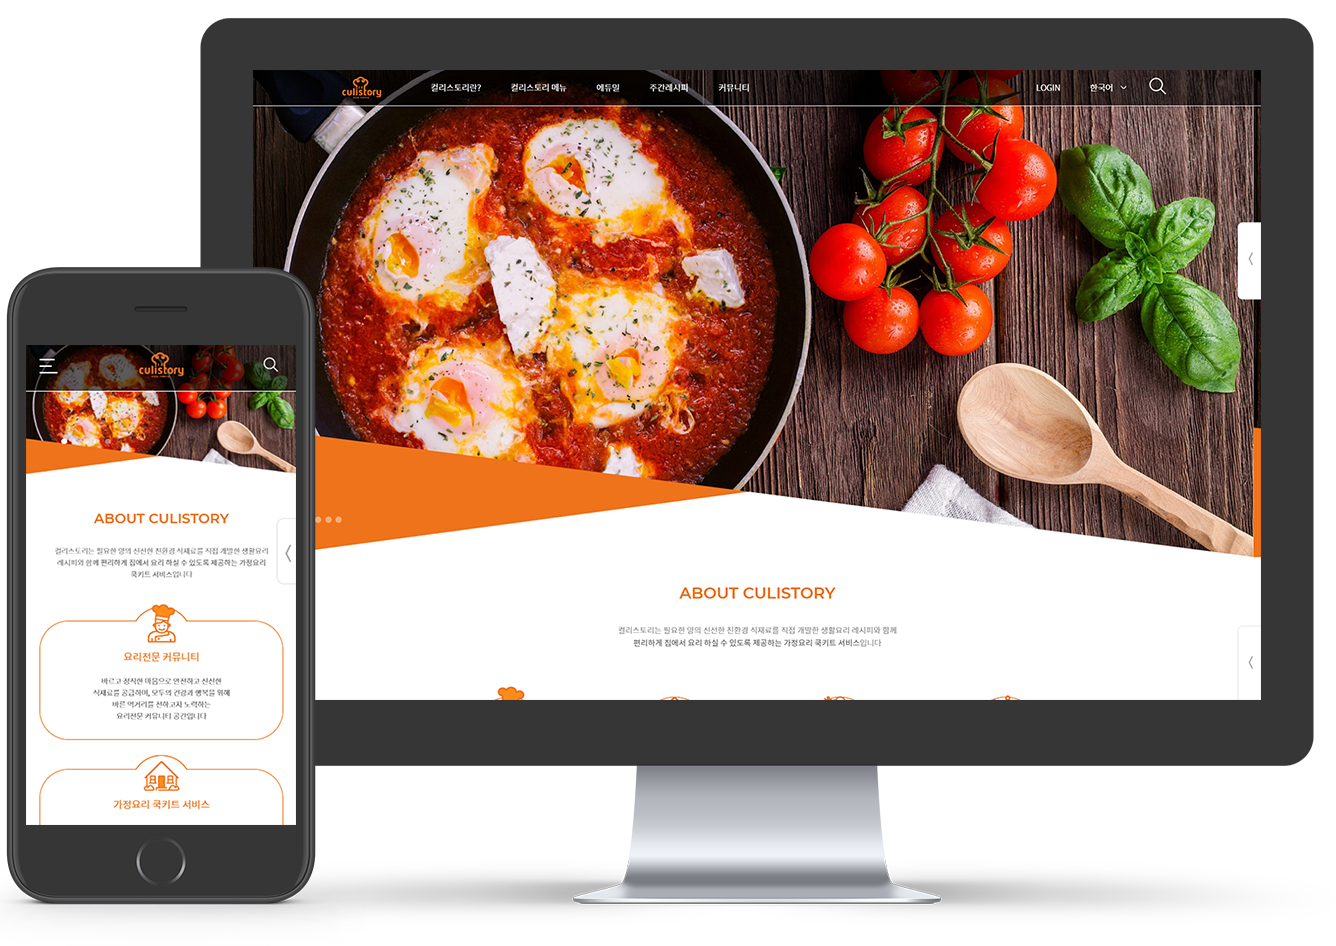 culistory
컬리스토리란?
컬리스토리 메뉴
에듀밀
주간레시피
커뮤니티
LOGIN
한국어
ABOUT CULISTORY
컬리스토리는 필요한 양의 신선한 친환경 식재료를 직접 개발한 생활요리 레시피와 함께
편리하게 집에서 요리 하실 수 있도록 제공하는 가정요리 쿡키트 서비스입니다
culistory
ABOUT CULISTORY
컬리스토리는 필요한 양의 신선한 친환경 식재료를 직접 개발한 생활요리
레시피와 함께 편리하게 집에서 요리 하실 수 있도록 제공하는 가정요리
쿡키트 서비스입니다
요리전문 커뮤니티
바르고 정직한 마음으로 안전하고 신선한
식재료를 공급하며, 모두의 건강과 행복을 위해
바른 먹거리를 전하고자 노력하는
요리전문 커뮤니티 공간입니다
가정요리 쿡키트 서비스